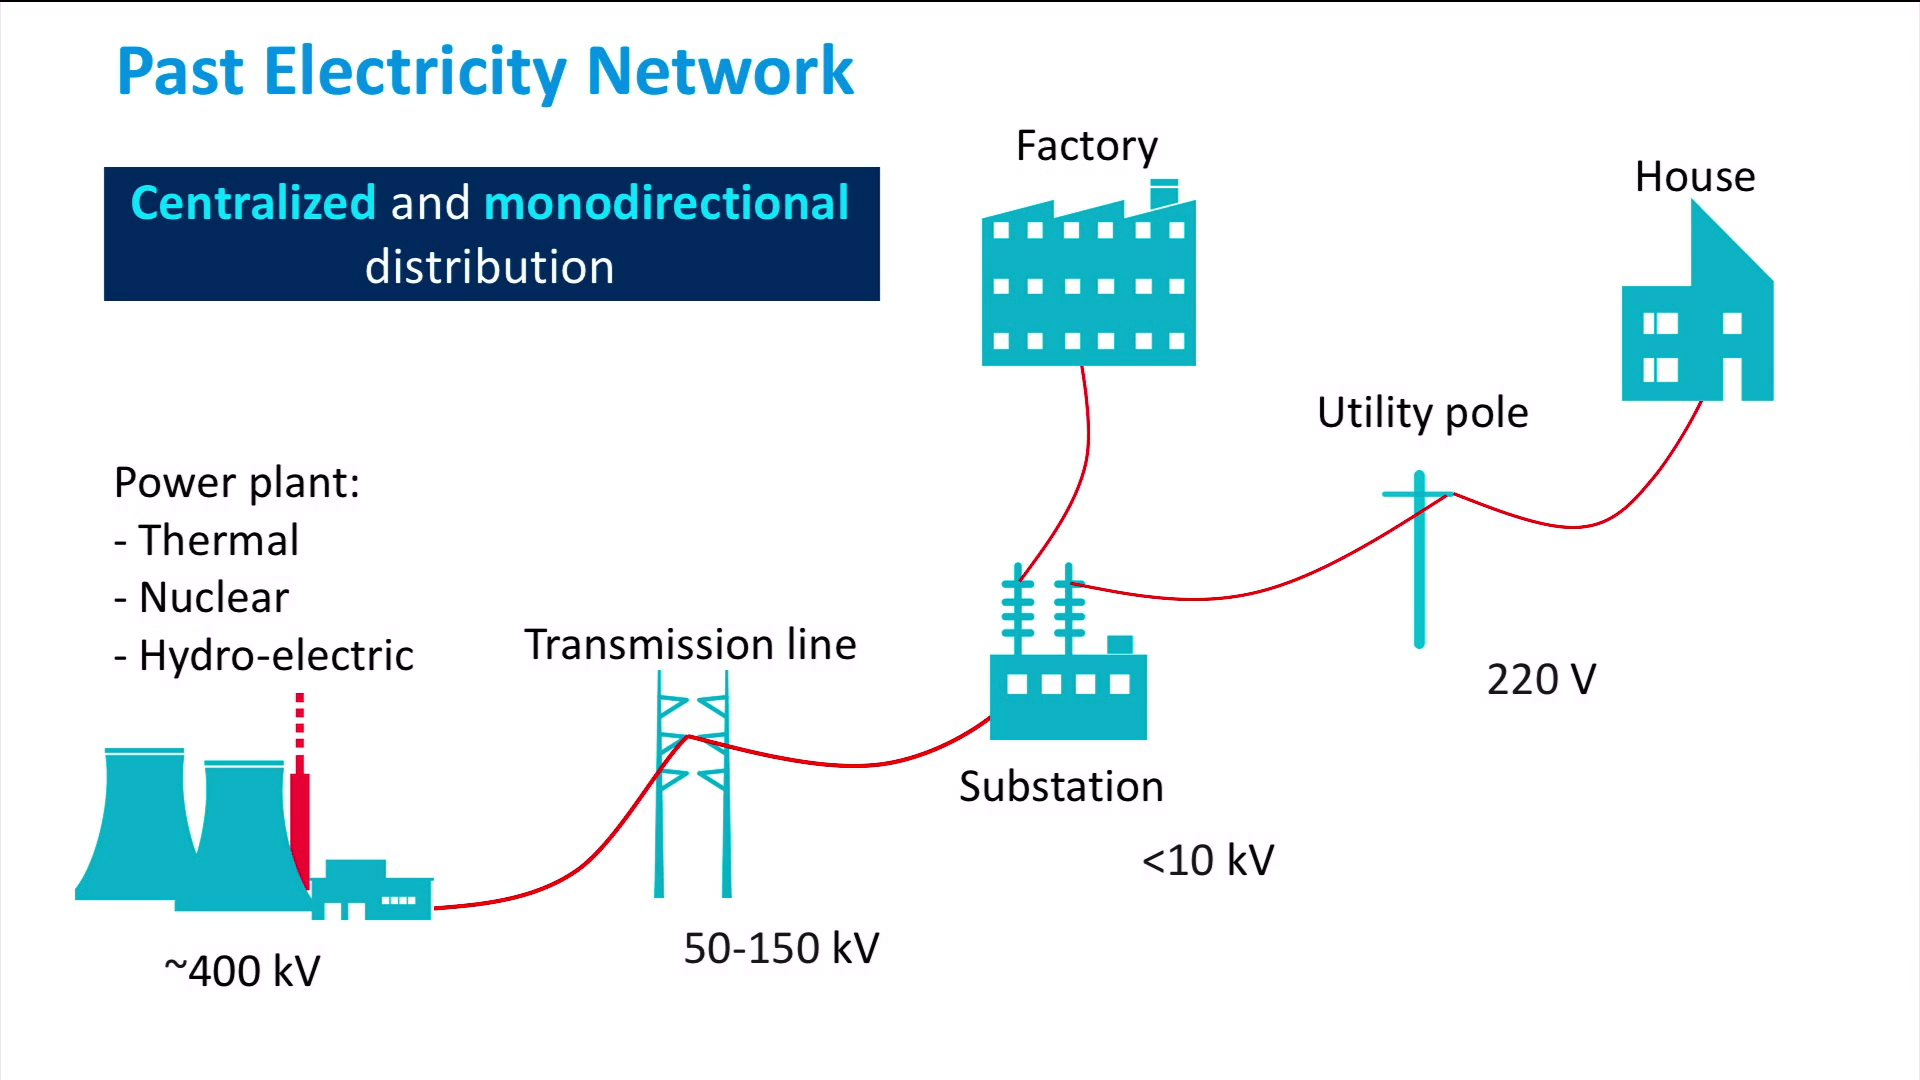 Past Electricity Network
Centralized and monodirectional
distribution
Factory
House
Utility pole
Power plant:
- Thermal
- Nuclear
- Hydro-electric
Transmission line
220 V
Substation
<10 kV
50-150 kV
~400 kV